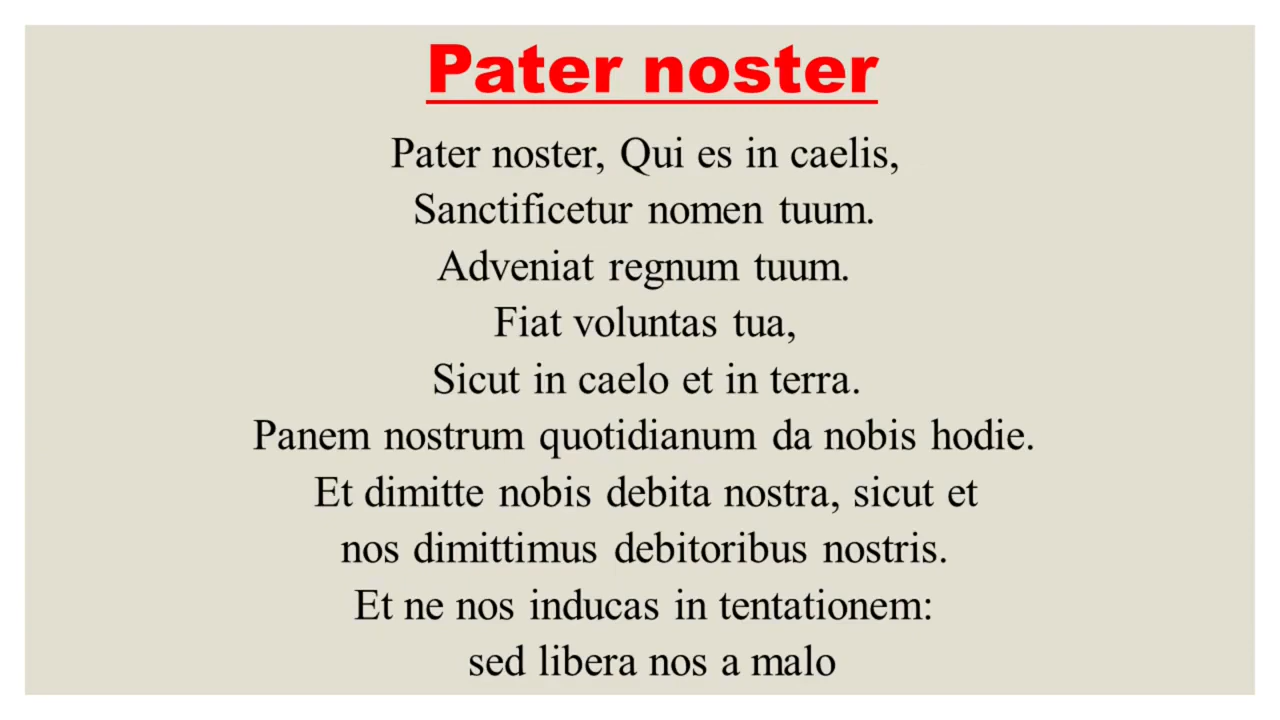 Pater noster
Pater noster, Qui es in caelis,
Sanctificetur nomen tuum.
Adveniat regnum tuum.
Fiat voluntas tua,
Sicut in caelo et in terra.
Panem nostrum quotidianum da nobis hodie.
Et dimitte nobis debita nostra, sicut et
nos dimittimus debitoribus nostris.
Et ne nos inducas in tentationem:
sed libera nos a malo